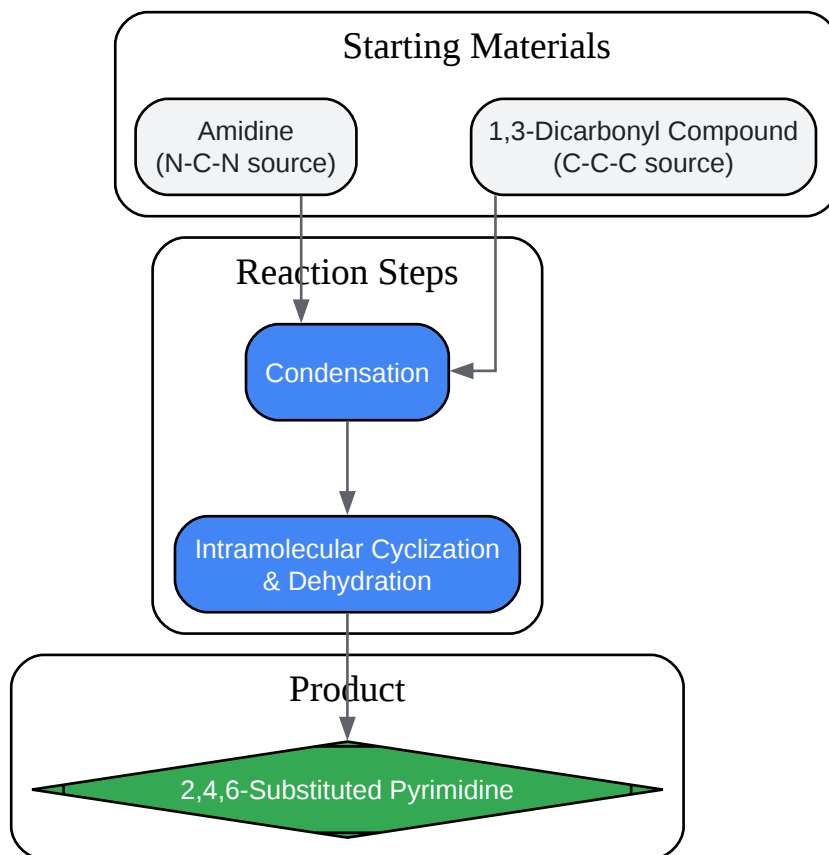 Starting Materials
Amidine
(N-C-N source)
1,3-Dicarbonyl Compound
(C-C-C source)
Reaction Steps
Condensation
Intramolecular Cyclization
& Dehydration
Product
2,4,6-Substituted Pyrimidine